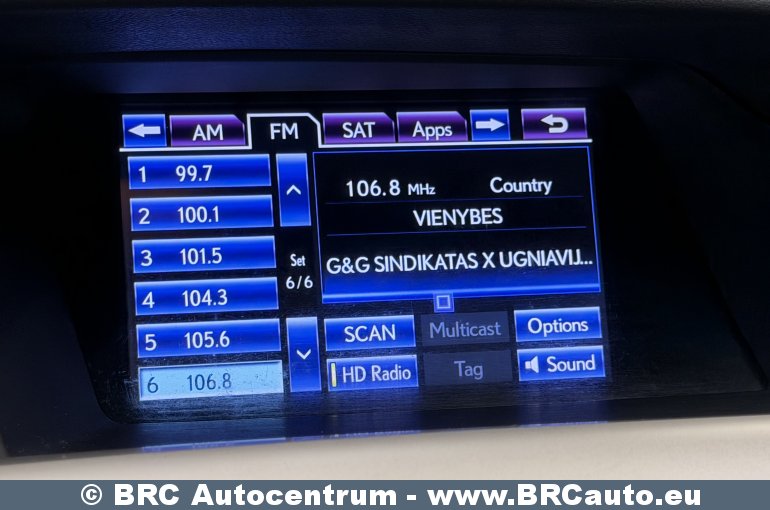 AM FM SAT Apps
1 99.7
2 100.1
3 101.5
4 104.3
5 105.6
6 106.8
Set
6/6
106.8 MHz Country
VIENYBES
G&G SINDIKATAS X UGNIAVIJ...
SCAN Multicast Options
HD Radio Tag Sound
© BRC Autocentrum - www.BRCauto.eu